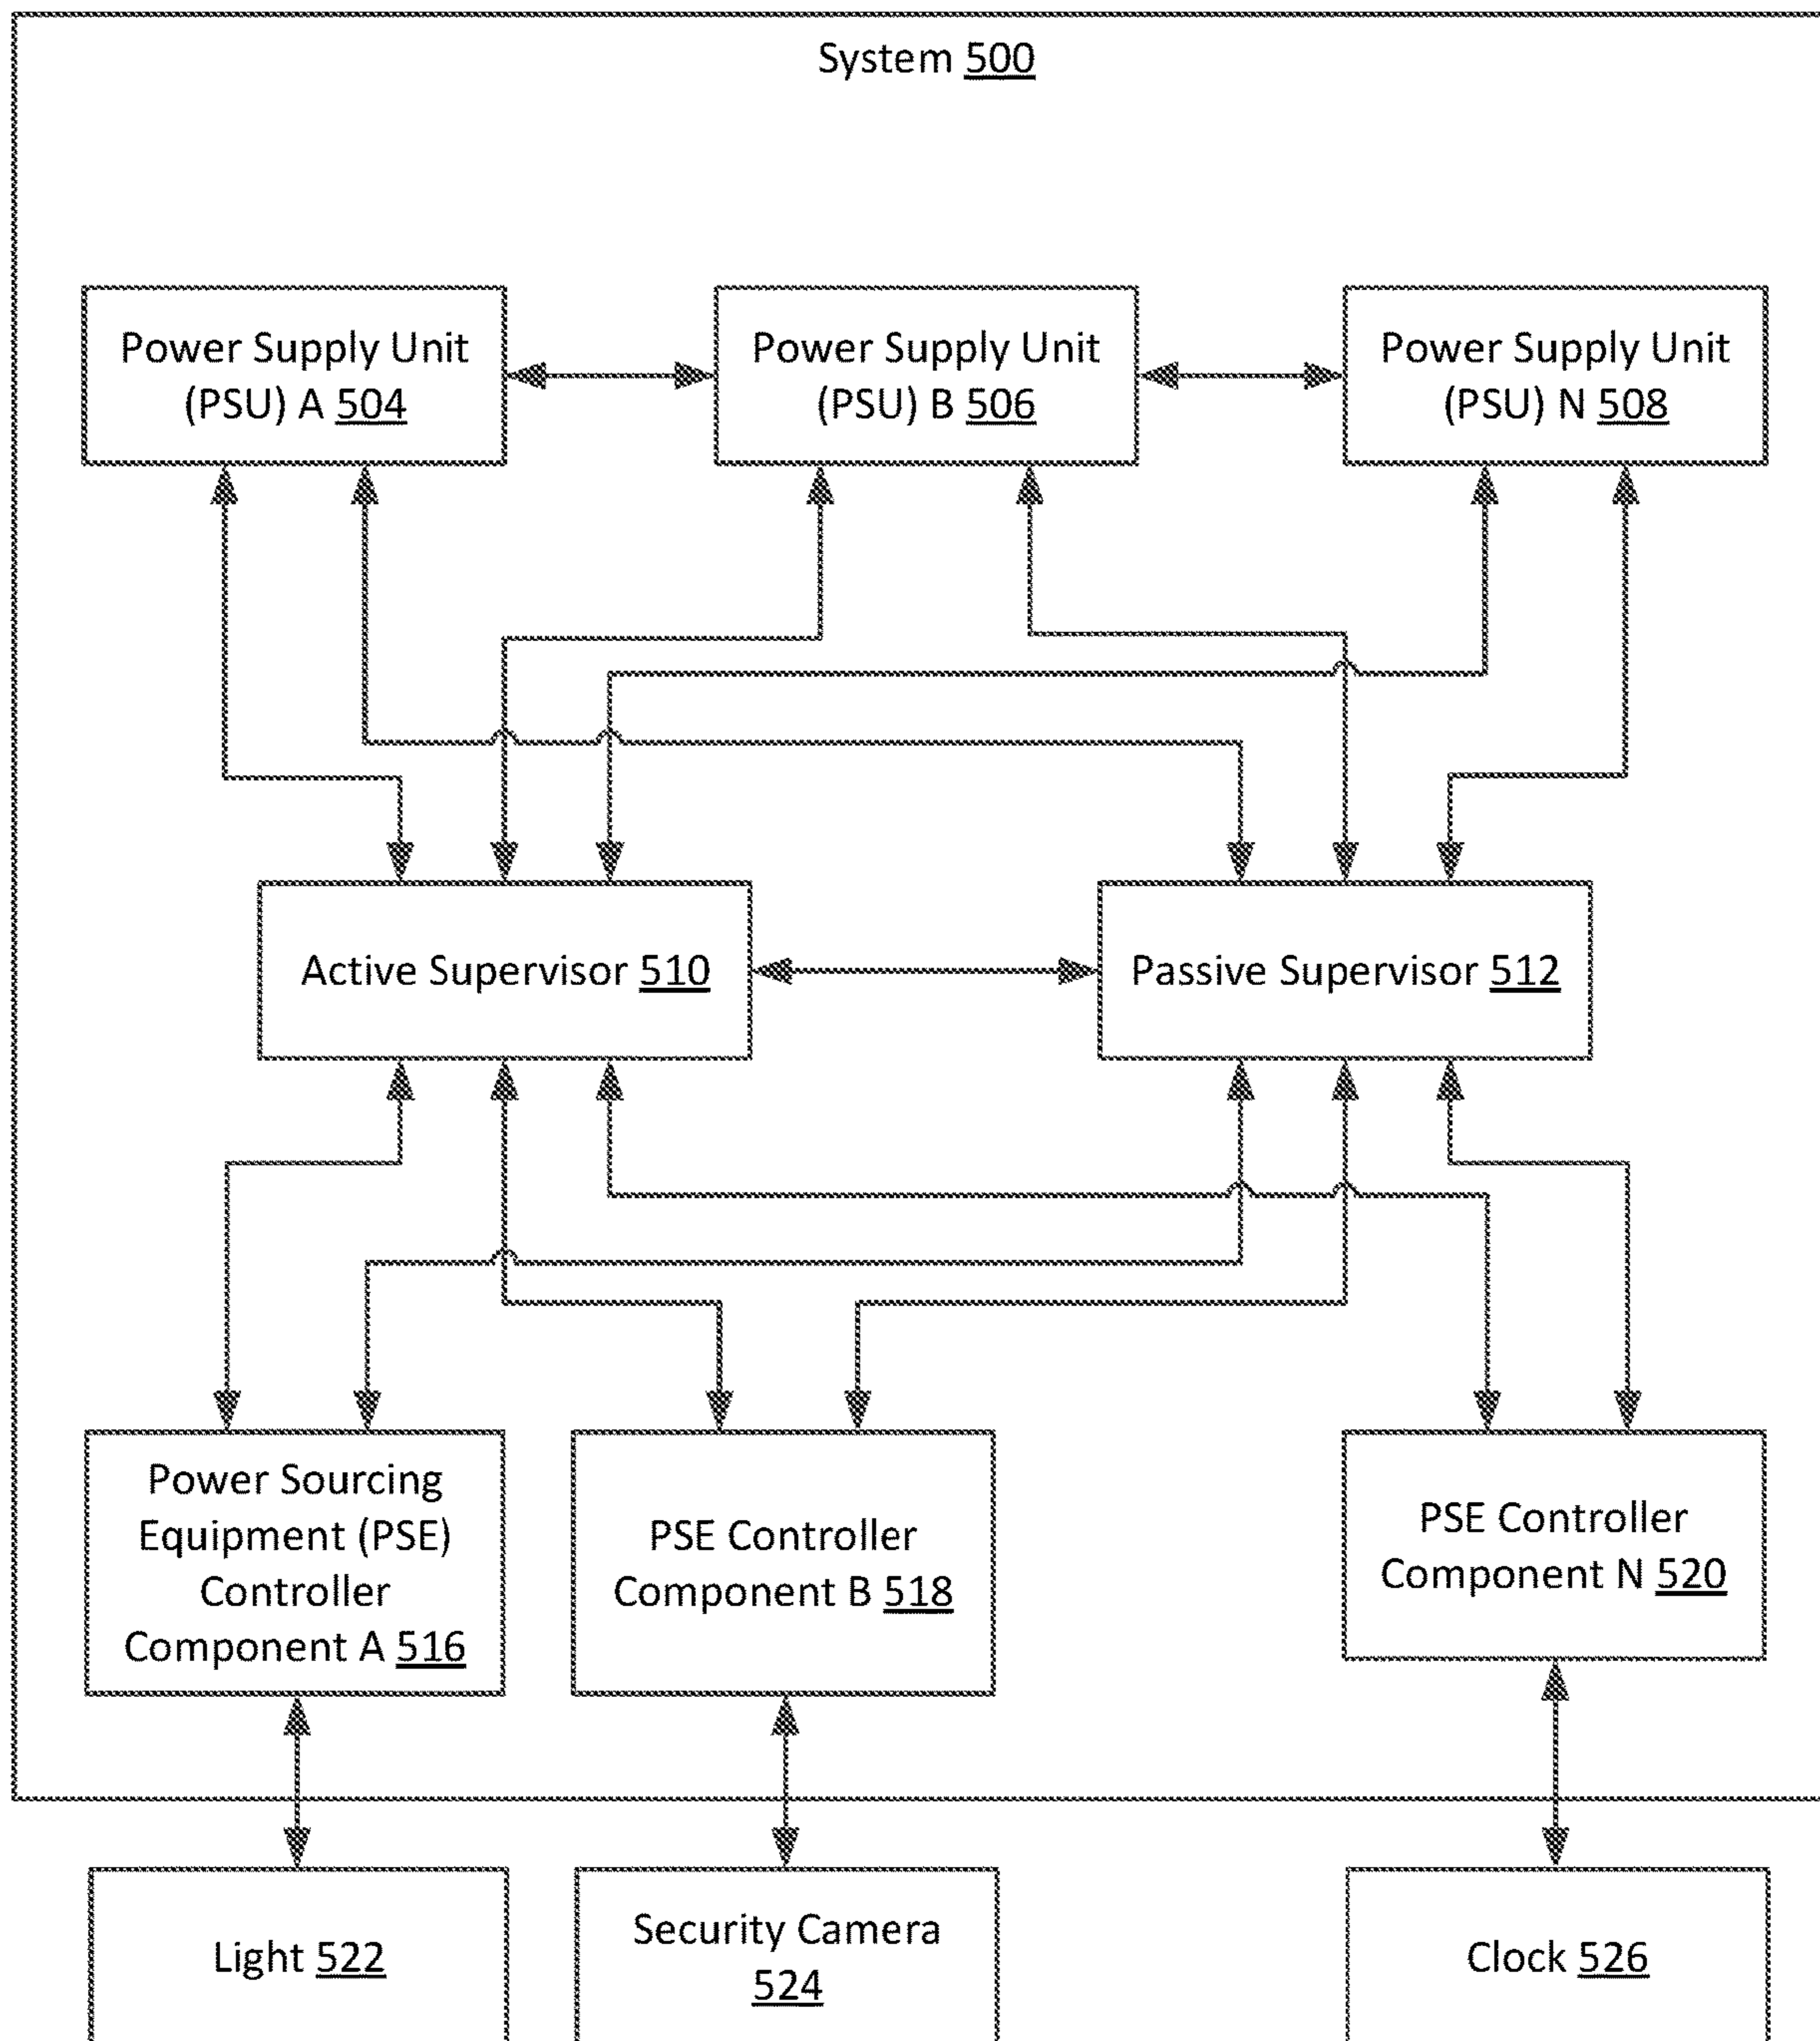 System 500
Power Supply Unit
(PSU) A 504
Power Supply Unit
(PSU) B 506
Power Supply Unit
(PSU) N 508
Active Supervisor 510
Passive Supervisor 512
Power Sourcing
Equipment (PSE)
Controller
Component A 516
PSE Controller
Component B 518
PSE Controller
Component N 520
Light 522
Security Camera
524
Clock 526